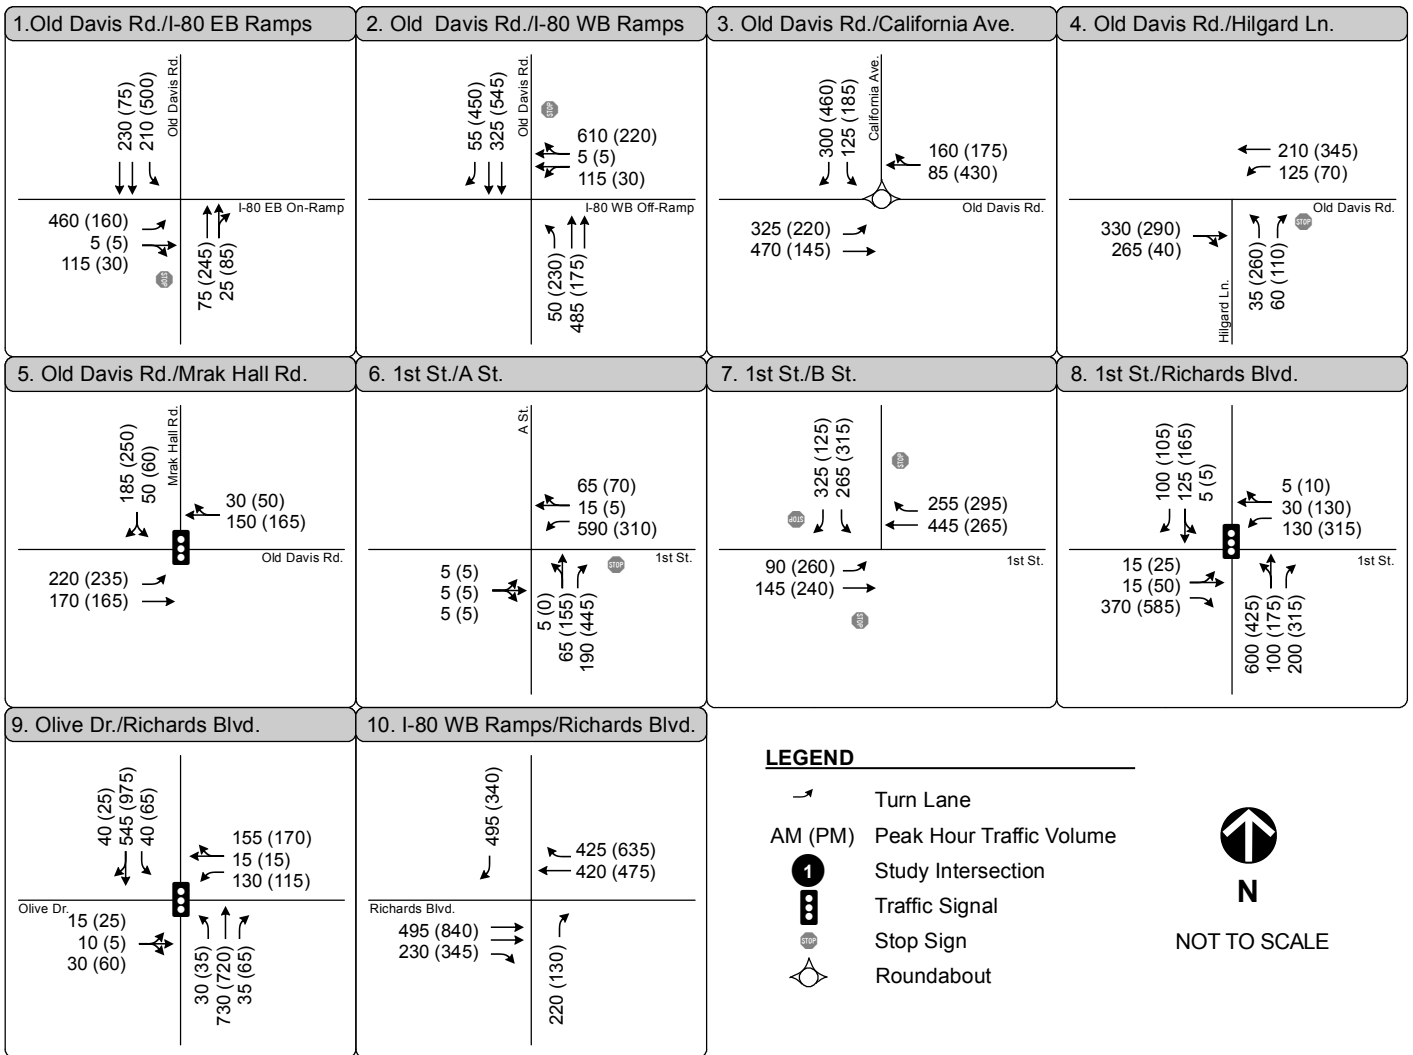 1.Old Davis Rd./I-80 EB Ramps
230 (75)
210 (500)
Old Davis Rd.
I-80 EB On-Ramp
460 (160)
5 (5)
115 (30)
STOP
75 (245)
25 (85)
2. Old Davis Rd./I-80 WB Ramps
55 (450)
325 (545)
Old Davis Rd.
STOP
610 (220)
5 (5)
115 (30)
I-80 WB Off-Ramp
50 (230)
485 (175)
3. Old Davis Rd./California Ave.
300 (460)
125 (185)
California Ave.
160 (175)
85 (430)
Old Davis Rd.
325 (220)
470 (145)
4. Old Davis Rd./Hilgard Ln.
210 (345)
125 (70)
Old Davis Rd.
330 (290)
265 (40)
STOP
Hilgard Ln.
35 (260)
60 (110)
5. Old Davis Rd./Mrak Hall Rd.
185 (250)
50 (60)
Mrak Hall Rd.
30 (50)
150 (165)
Old Davis Rd.
220 (235)
170 (165)
6. 1st St./A St.
A St.
65 (70)
15 (5)
590 (310)
STOP
1st St.
5 (5)
5 (5)
5 (5)
5 (0)
65 (155)
190 (445)
7. 1st St./B St.
325 (125)
265 (315)
STOP
STOP
255 (295)
445 (265)
1st St.
90 (260)
145 (240)
STOP
8. 1st St./Richards Blvd.
100 (105)
125 (165)
5 (5)
5 (10)
30 (130)
130 (315)
1st St.
15 (25)
15 (50)
370 (585)
600 (425)
100 (175)
200 (315)
9. Olive Dr./Richards Blvd.
40 (25)
545 (975)
40 (65)
155 (170)
15 (15)
130 (115)
Olive Dr.
15 (25)
10 (5)
30 (60)
30 (35)
730 (720)
35 (65)
10. I-80 WB Ramps/Richards Blvd.
495 (340)
425 (635)
420 (475)
Richards Blvd.
495 (840)
230 (345)
220 (130)
LEGEND
Turn Lane
AM (PM) Peak Hour Traffic Volume
1 Study Intersection
Traffic Signal
STOP Stop Sign
Roundabout
N
NOT TO SCALE